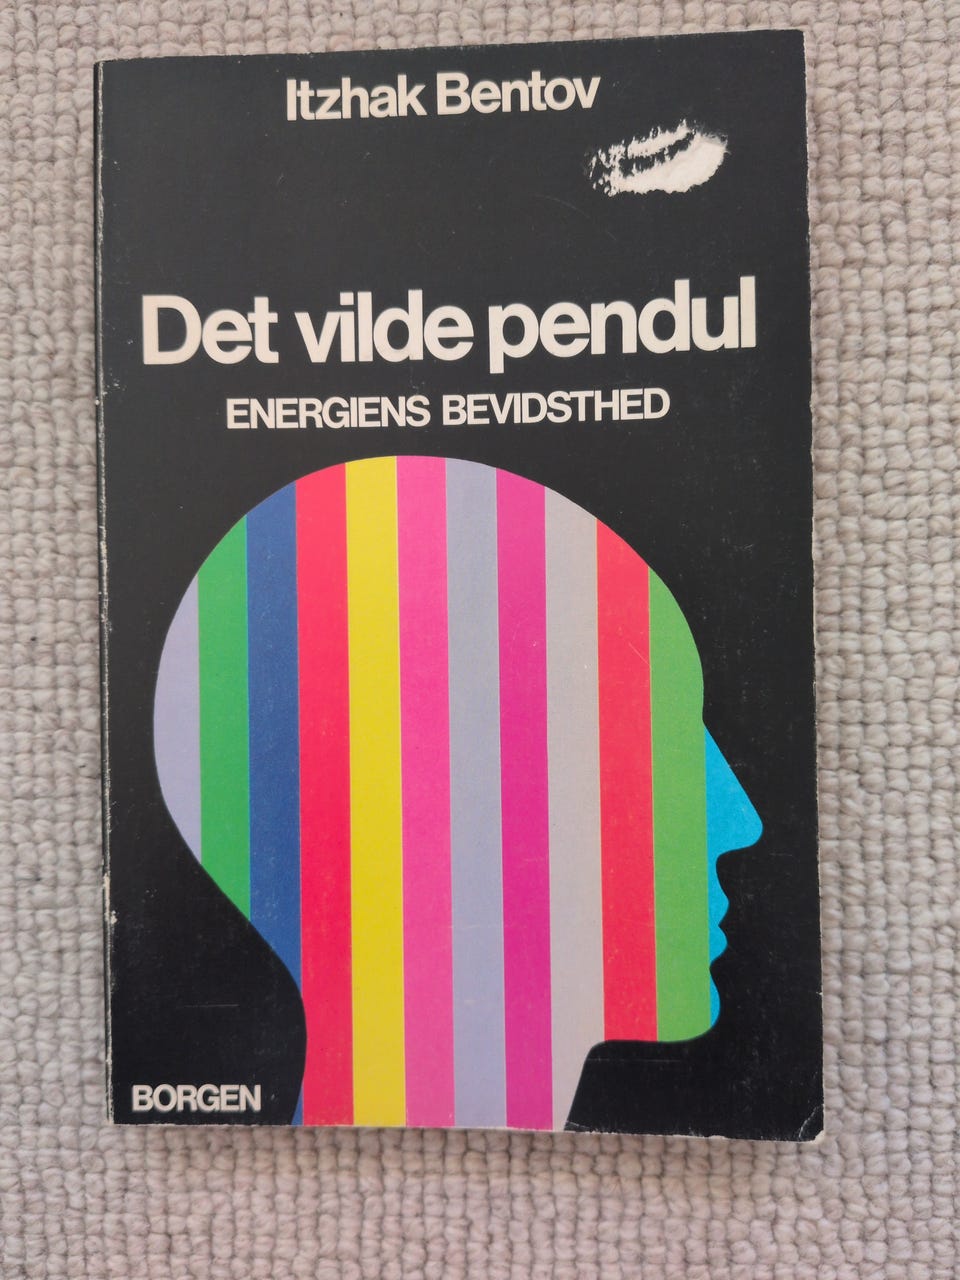 Itzhak Bentov
Det vilde pendul
ENERGIENS BEVIDSTHED
BORGEN